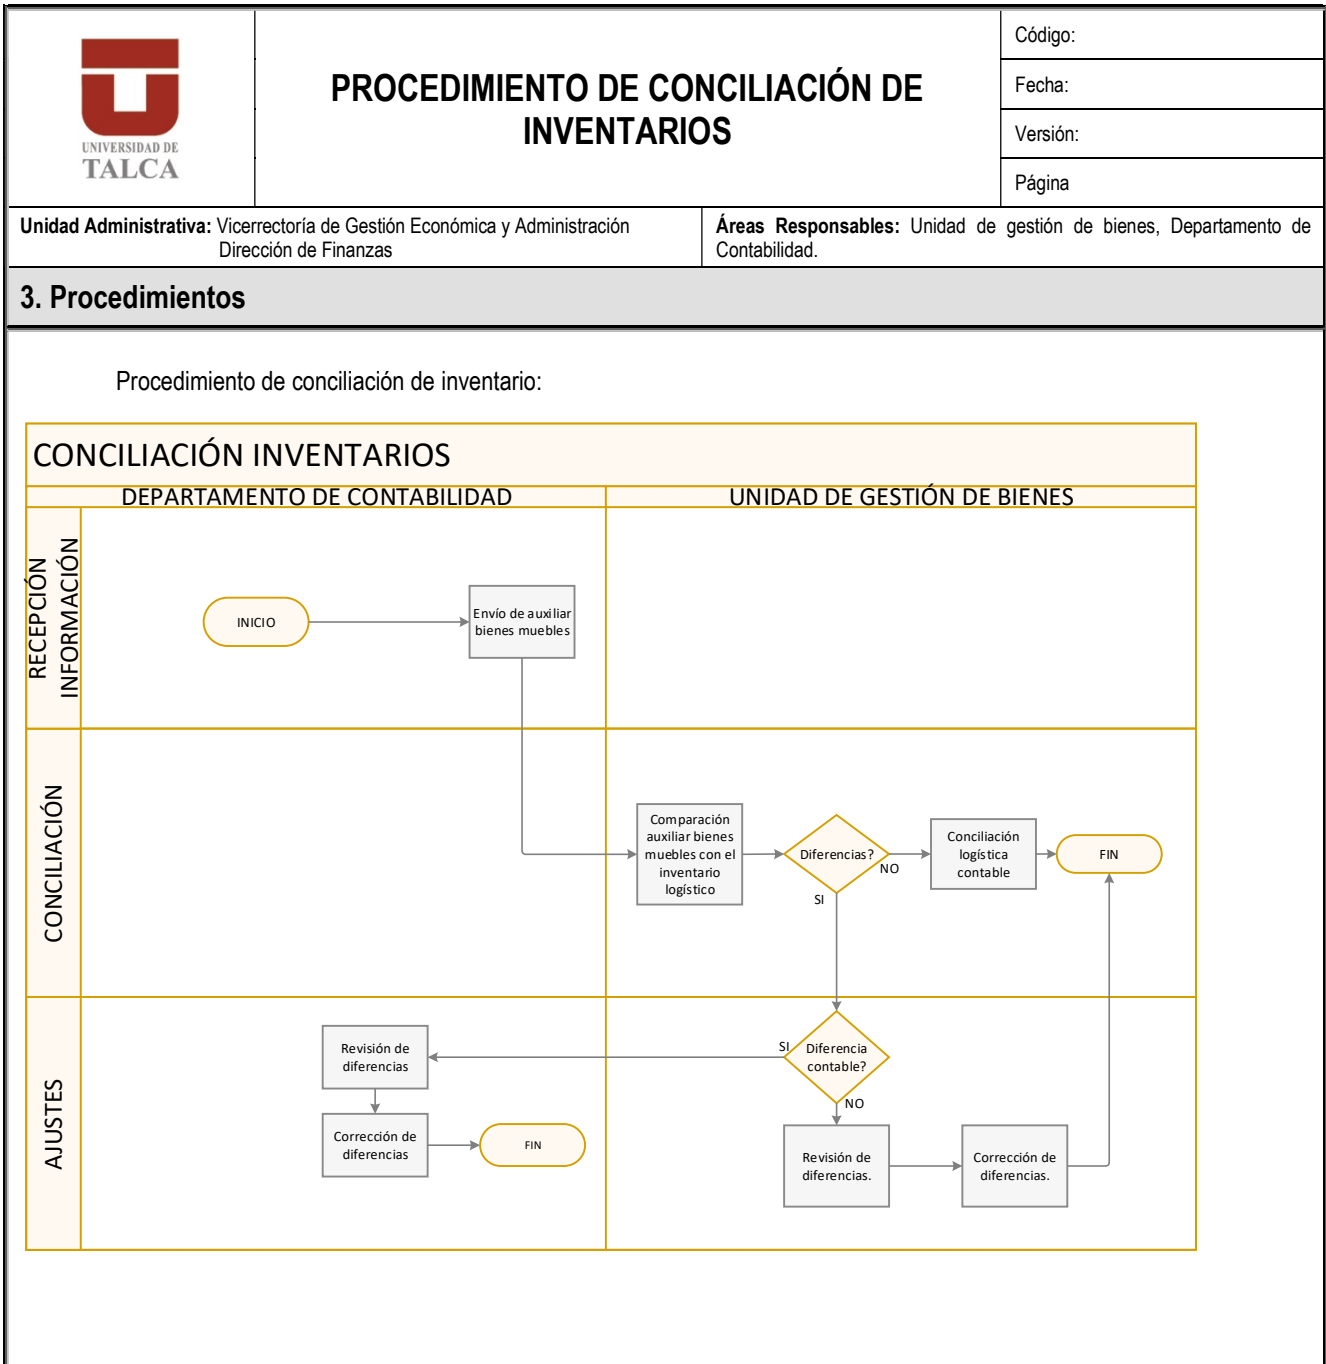 UNIVERSIDAD DE
TALCA
PROCEDIMIENTO DE CONCILIACIÓN DE
INVENTARIOS
Código:
Fecha:
Versión:
Página
Unidad Administrativa: Vicerrectoría de Gestión Económica y Administración
Dirección de Finanzas
Áreas Responsables: Unidad de gestión de bienes, Departamento de
Contabilidad.
3. Procedimientos
Procedimiento de conciliación de inventario:
CONCILIACIÓN INVENTARIOS
DEPARTAMENTO DE CONTABILIDAD
UNIDAD DE GESTIÓN DE BIENES
RECEPCIÓN
INFORMACIÓN
INICIO
Envío de auxiliar
bienes muebles
CONCILIACIÓN
Comparación
auxiliar bienes
muebles con el
inventario
logístico
Diferencias?
NO
SI
Conciliación
logística
contable
FIN
AJUSTES
Revisión de
diferencias
Corrección de
diferencias
FIN
SI
Diferencia
contable?
NO
Revisión de
diferencias.
Corrección de
diferencias.